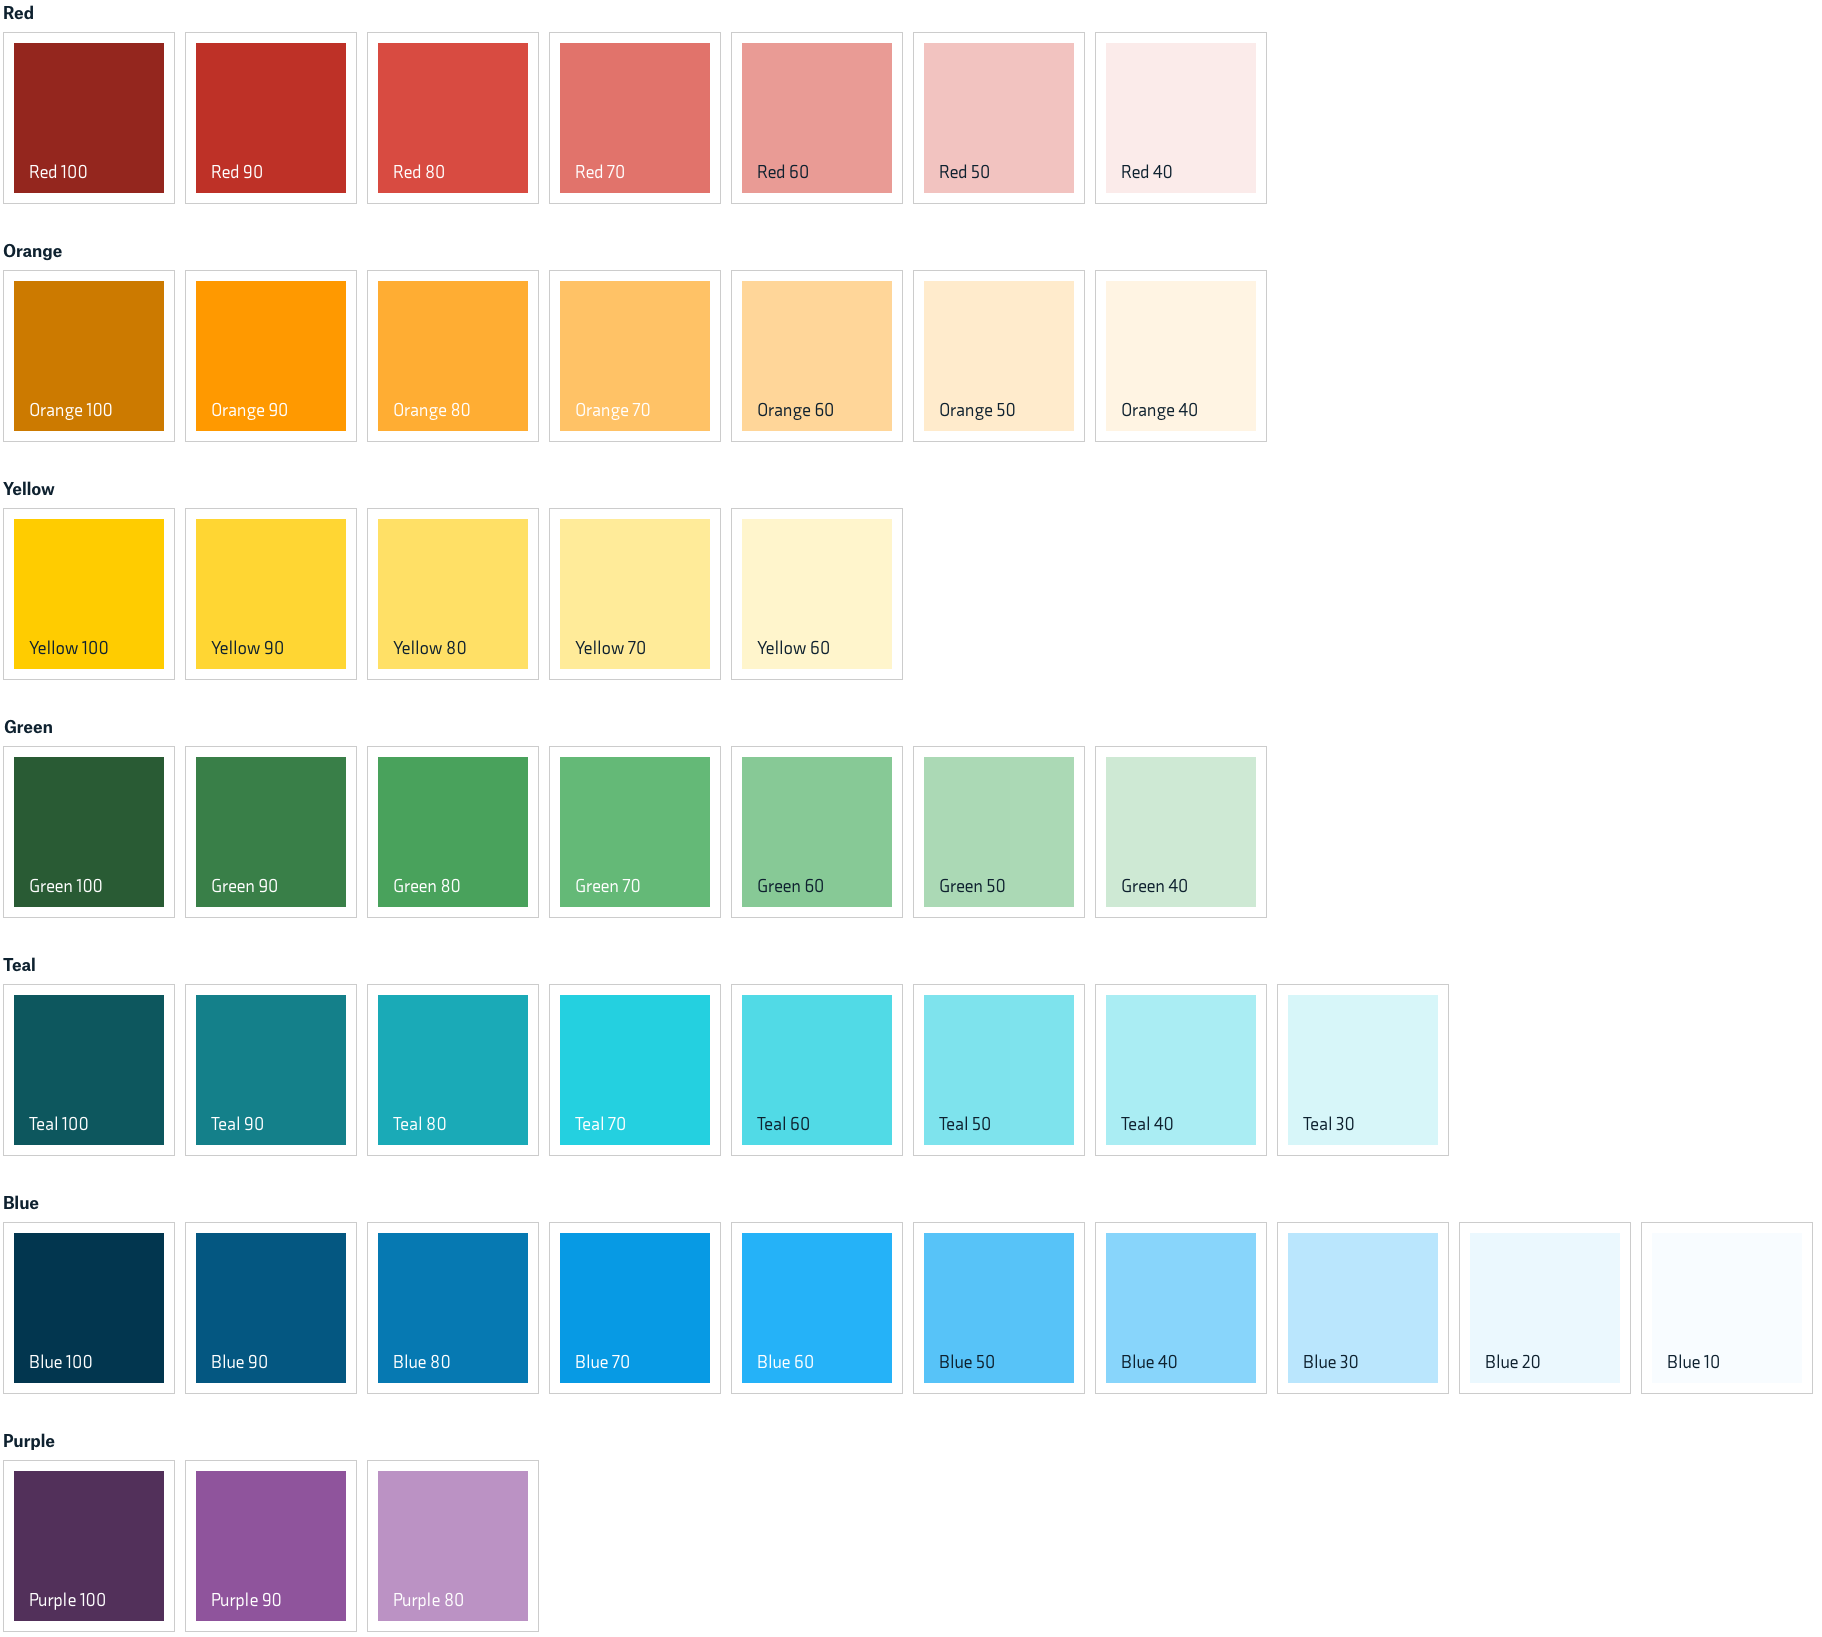 Red
Red 100
Red 90
Red 80
Red 70
Red 60
Red 50
Red 40
Orange
Orange 100
Orange 90
Orange 80
Orange 70
Orange 60
Orange 50
Orange 40
Yellow
Yellow 100
Yellow 90
Yellow 80
Yellow 70
Yellow 60
Green
Green 100
Green 90
Green 80
Green 70
Green 60
Green 50
Green 40
Teal
Teal 100
Teal 90
Teal 80
Teal 70
Teal 60
Teal 50
Teal 40
Teal 30
Blue
Blue 100
Blue 90
Blue 80
Blue 70
Blue 60
Blue 50
Blue 40
Blue 30
Blue 20
Blue 10
Purple
Purple 100
Purple 90
Purple 80